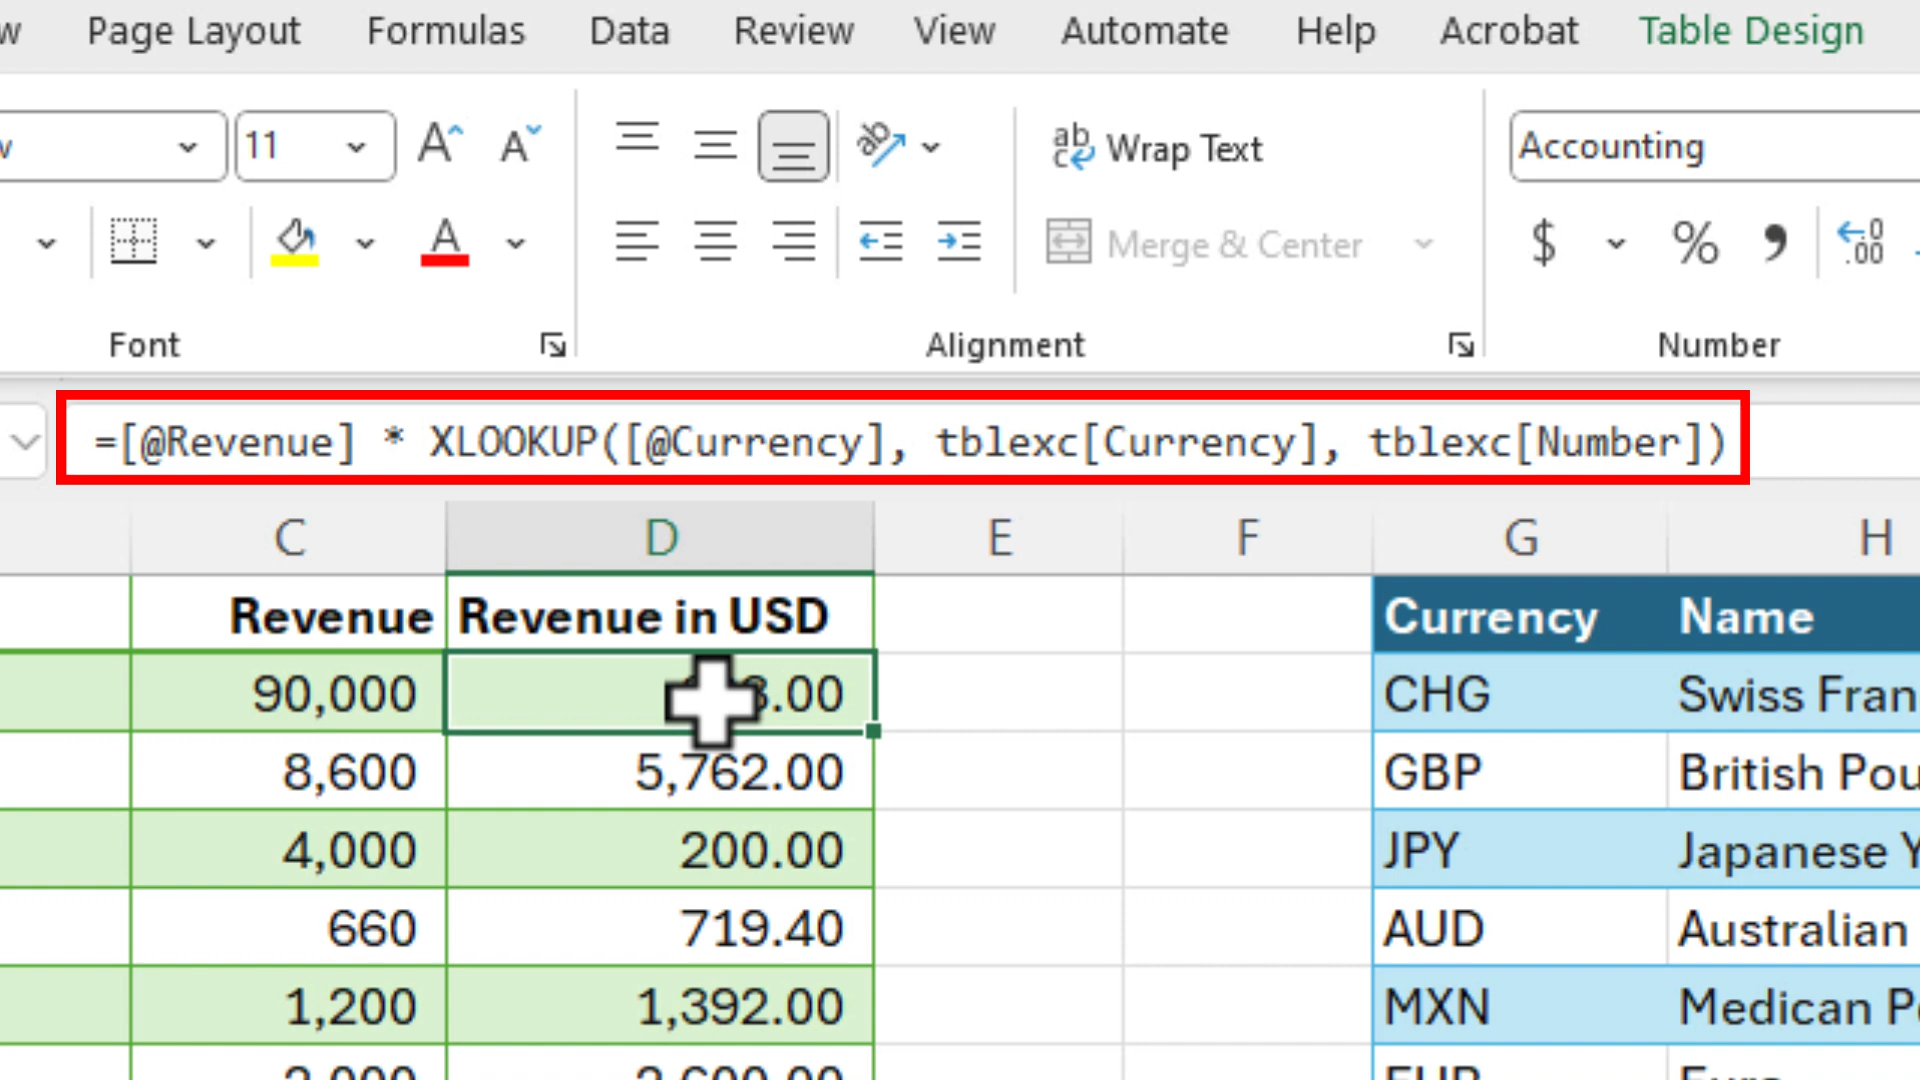 Page Layout Formulas Data Review View Automate Help Acrobat Table Design
11 A A ab Wrap Text Accounting
A Merge & Center $ % , .00
Font Alignment Number
=[@Revenue] * XLOOKUP([@Currency], tblexc[Currency], tblexc[Number])
C D E F G H
Revenue Revenue in USD Currency Name
90,000 .00 CHG Swiss
8,600 5,762.00 GBP British
4,000 200.00 JPY Japanese
660 719.40 AUD Australian
1,200 1,392.00 MXN Medican